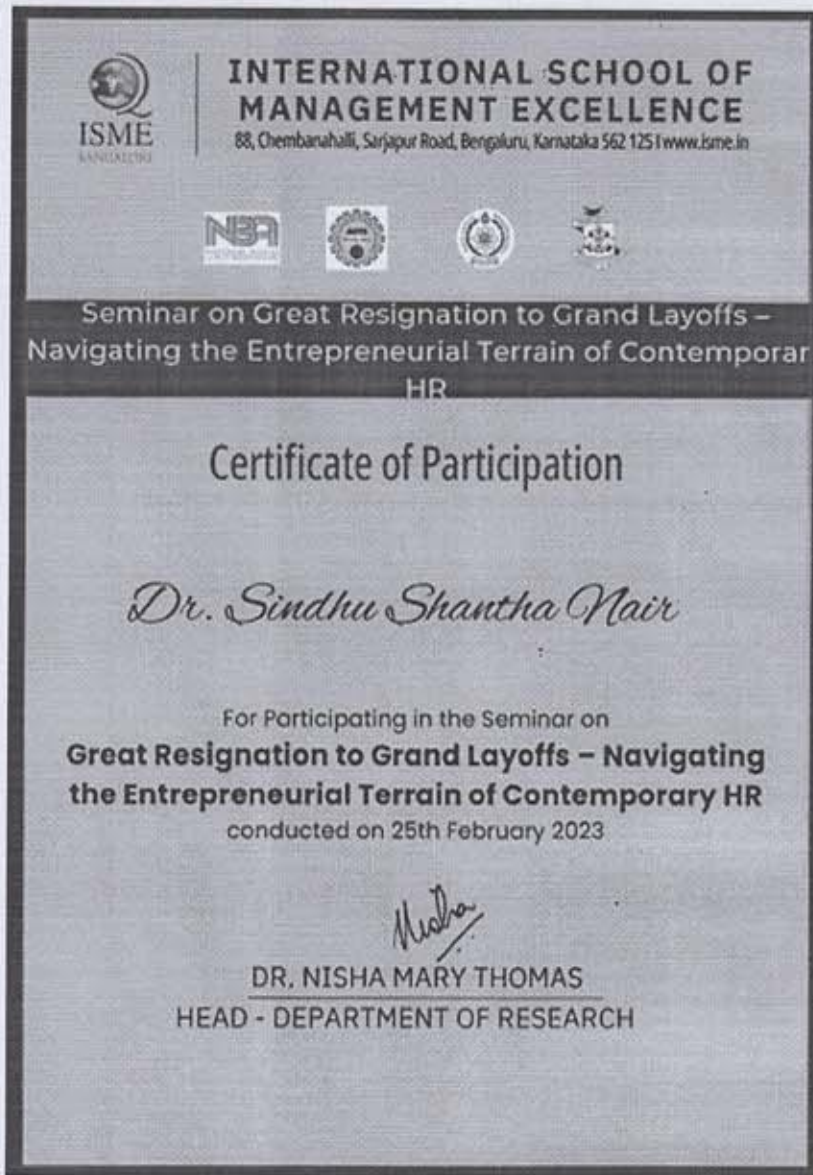 INTERNATIONAL SCHOOL OF
MANAGEMENT EXCELLENCE
ISME
BANGALORE
88, Chembanahalli, Sarjapur Road, Bengaluru, Karnataka 562 125 I www.isme.in
NBA
Seminar on Great Resignation to Grand Layoffs –
Navigating the Entrepreneurial Terrain of Contemporar
HR
Certificate of Participation
Dr. Sindhu Shantha Nair
For Participating in the Seminar on
Great Resignation to Grand Layoffs – Navigating
the Entrepreneurial Terrain of Contemporary HR
conducted on 25th February 2023
Nisha
DR. NISHA MARY THOMAS
HEAD - DEPARTMENT OF RESEARCH